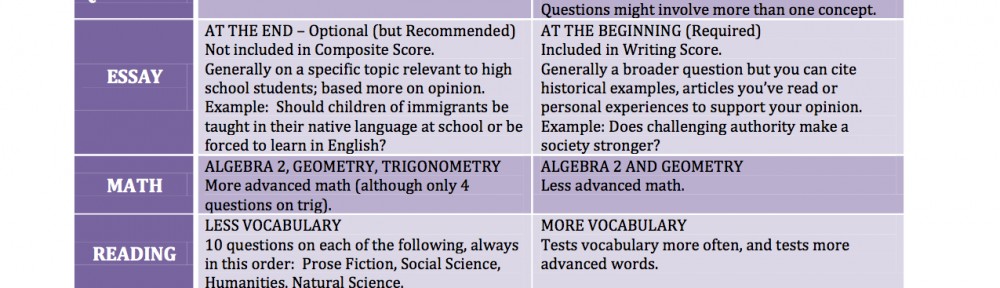 Questions might involve more than one concept.
ESSAY
AT THE END – Optional (but Recommended)
Not included in Composite Score.
Generally on a specific topic relevant to high
school students; based more on opinion.
Example:  Should children of immigrants be
taught in their native language at school or be
forced to learn in English?
AT THE BEGINNING (Required)
Included in Writing Score.
Generally a broader question but you can cite
historical examples, articles you’ve read or
personal experiences to support your opinion.
Example: Does challenging authority make a
society stronger?
MATH
ALGEBRA 2, GEOMETRY, TRIGONOMETRY
More advanced math (although only 4
questions on trig).
ALGEBRA 2 AND GEOMETRY
Less advanced math.
READING
LESS VOCABULARY
10 questions on each of the following, always
in this order:  Prose Fiction, Social Science,
Humanities, Natural Science.
MORE VOCABULARY
Tests vocabulary more often, and tests more
advanced words.